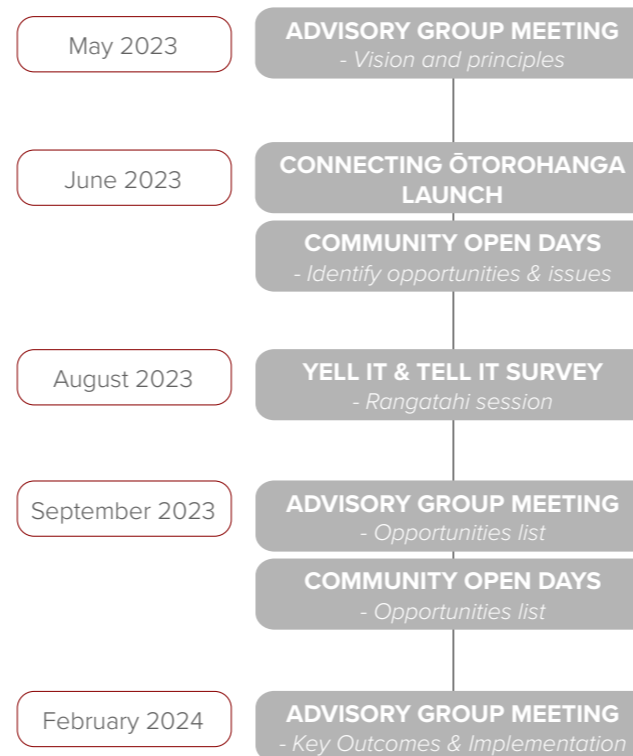 May 2023
ADVISORY GROUP MEETING
- Vision and principles
June 2023
CONNECTING ŌTOROHANGA
LAUNCH
COMMUNITY OPEN DAYS
- Identify opportunities & issues
August 2023
YELL IT & TELL IT SURVEY
- Rangatahi session
September 2023
ADVISORY GROUP MEETING
- Opportunities list
COMMUNITY OPEN DAYS
- Opportunities list
February 2024
ADVISORY GROUP MEETING
- Key Outcomes & Implementation